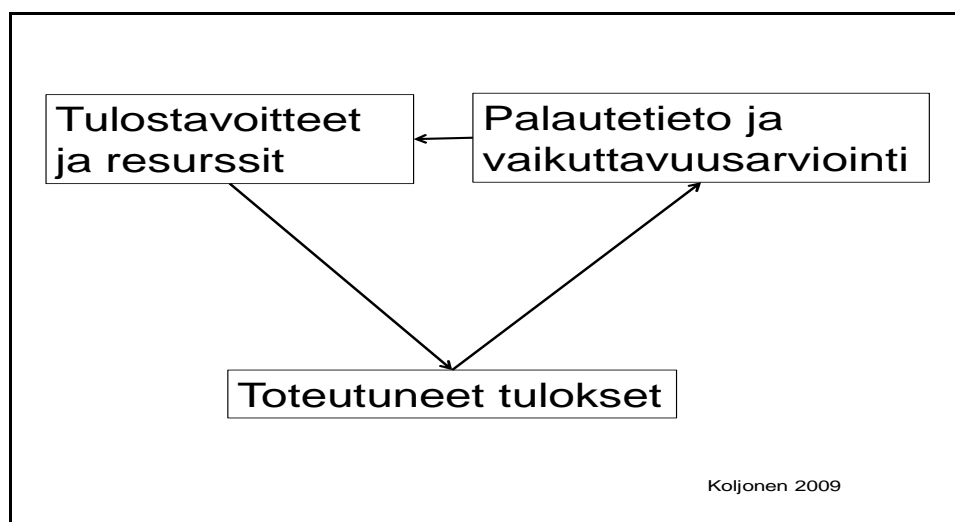 Tulostavoitteet
ja resurssit
Palautetieto ja
vaikuttavuusarviointi
Toteutuneet tulokset
Koljonen 2009